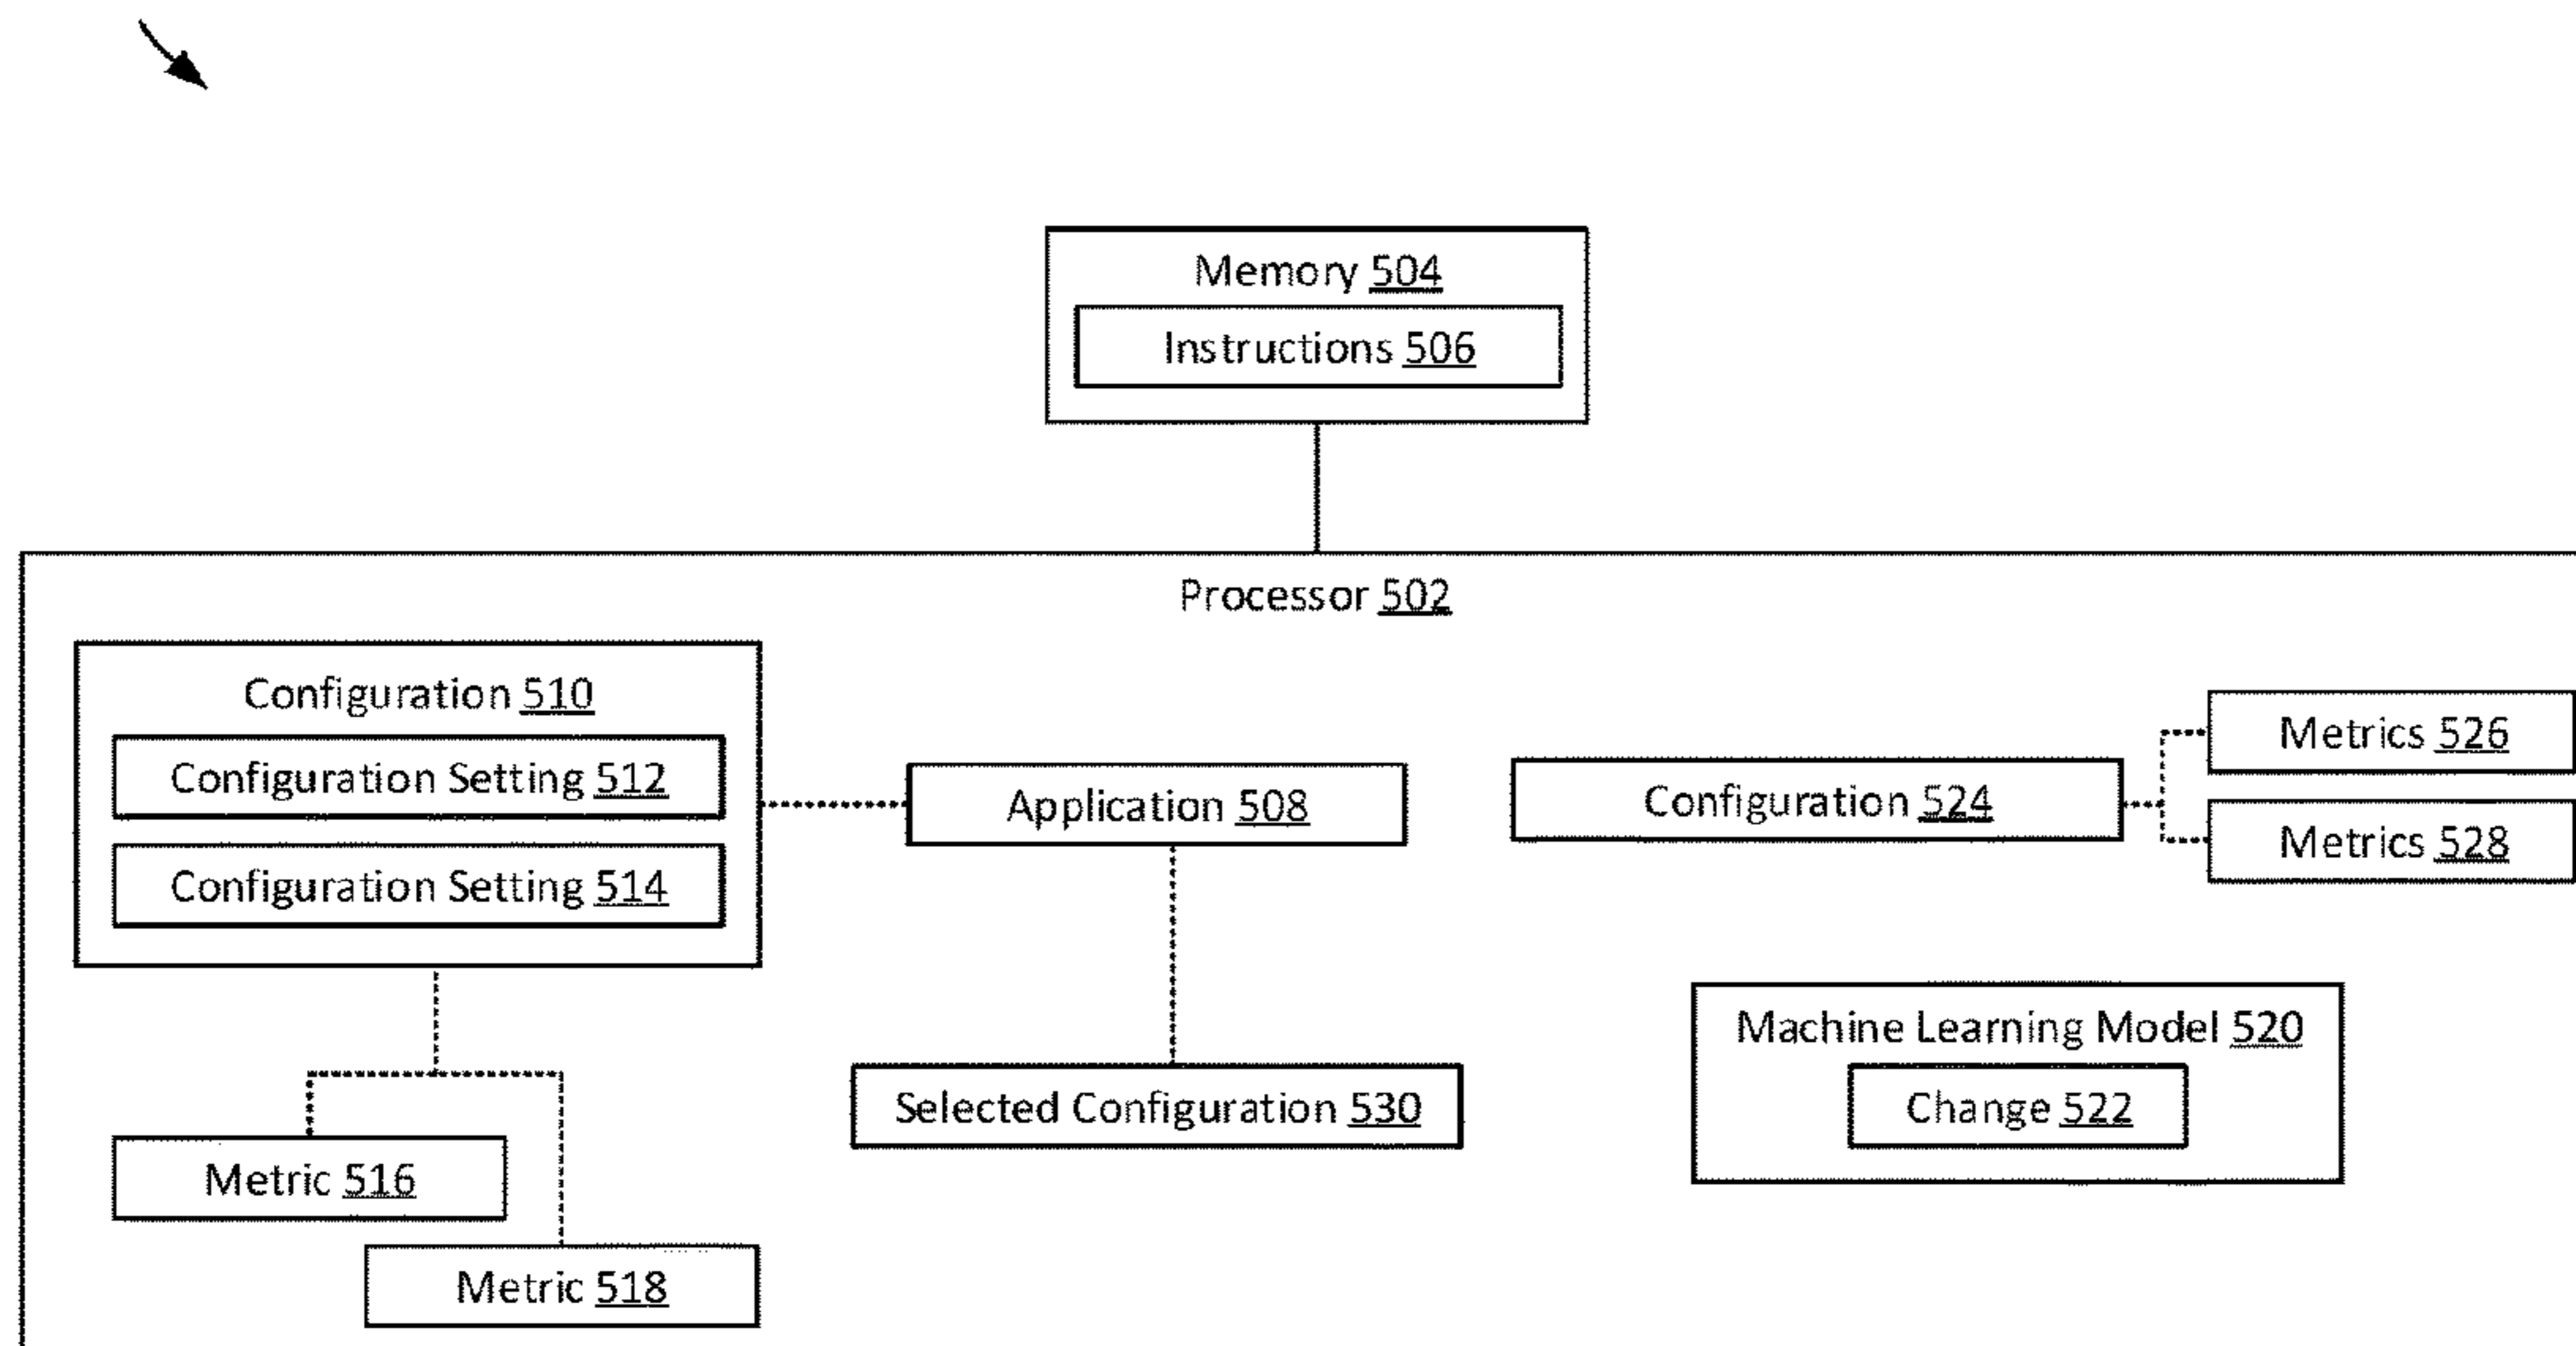 Memory 504
Instructions 506
Processor 502
Configuration 510
Configuration Setting 512
Configuration Setting 514
Application 508
Configuration 524
Metrics 526
Metrics 528
Machine Learning Model 520
Change 522
Selected Configuration 530
Metric 516
Metric 518